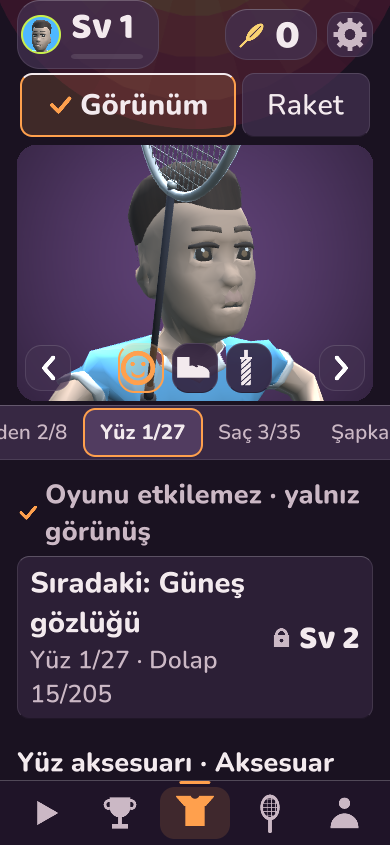 Sv 1
0
Görünüm
Raket
den 2/8
Yüz 1/27
Saç 3/35
Şapka
Oyunu etkilemez · yalnız
görünüş
Sıradaki: Güneş
gözlüğü
Sv 2
Yüz 1/27 · Dolap
15/205
Yüz aksesuarı · Aksesuar